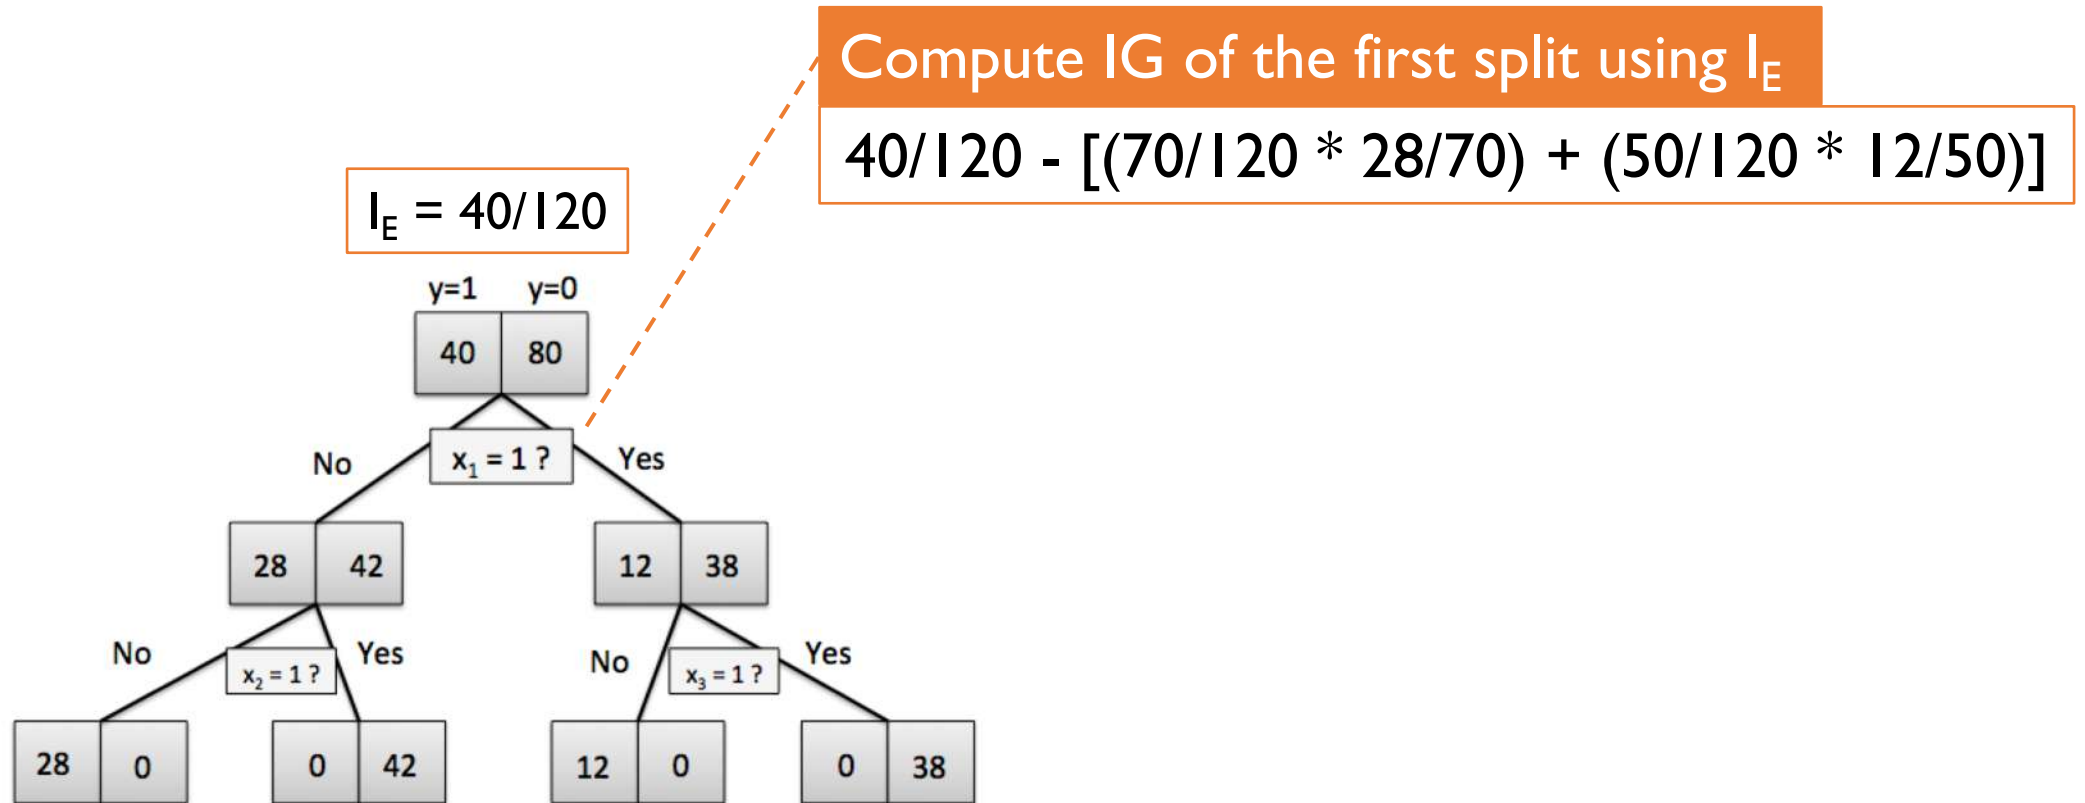 Compute IG of the first split using I_E
40/120 - [(70/120 * 28/70) + (50/120 * 12/50)]
I_E = 40/120
y=1 y=0
40 80
No x₁ = 1 ? Yes
28 42 12 38
No x₂ = 1 ? Yes No x₃ = 1 ? Yes
28 0 0 42 12 0 0 38